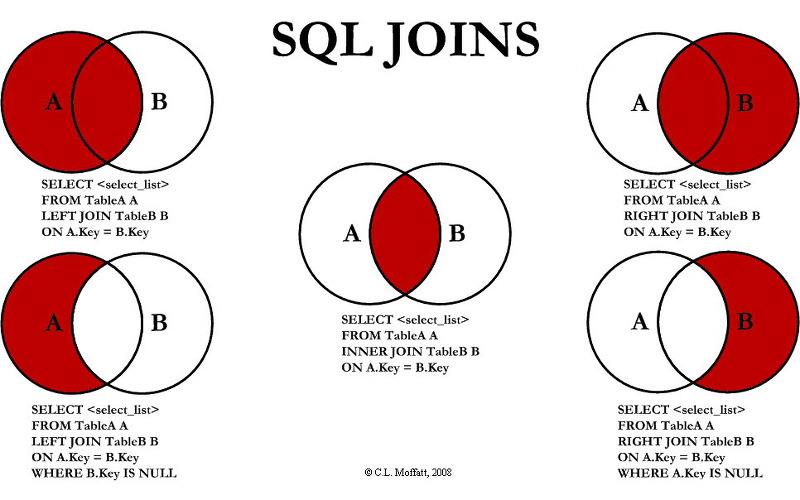 SQL JOINS
A B
SELECT <select_list>
FROM TableA A
LEFT JOIN TableB B
ON A.Key = B.Key
A B
SELECT <select_list>
FROM TableA A
RIGHT JOIN TableB B
ON A.Key = B.Key
A B
SELECT <select_list>
FROM TableA A
INNER JOIN TableB B
ON A.Key = B.Key
A B
SELECT <select_list>
FROM TableA A
LEFT JOIN TableB B
ON A.Key = B.Key
WHERE B.Key IS NULL
A B
SELECT <select_list>
FROM TableA A
RIGHT JOIN TableB B
ON A.Key = B.Key
WHERE A.Key IS NULL
© C.L. Moffatt, 2008